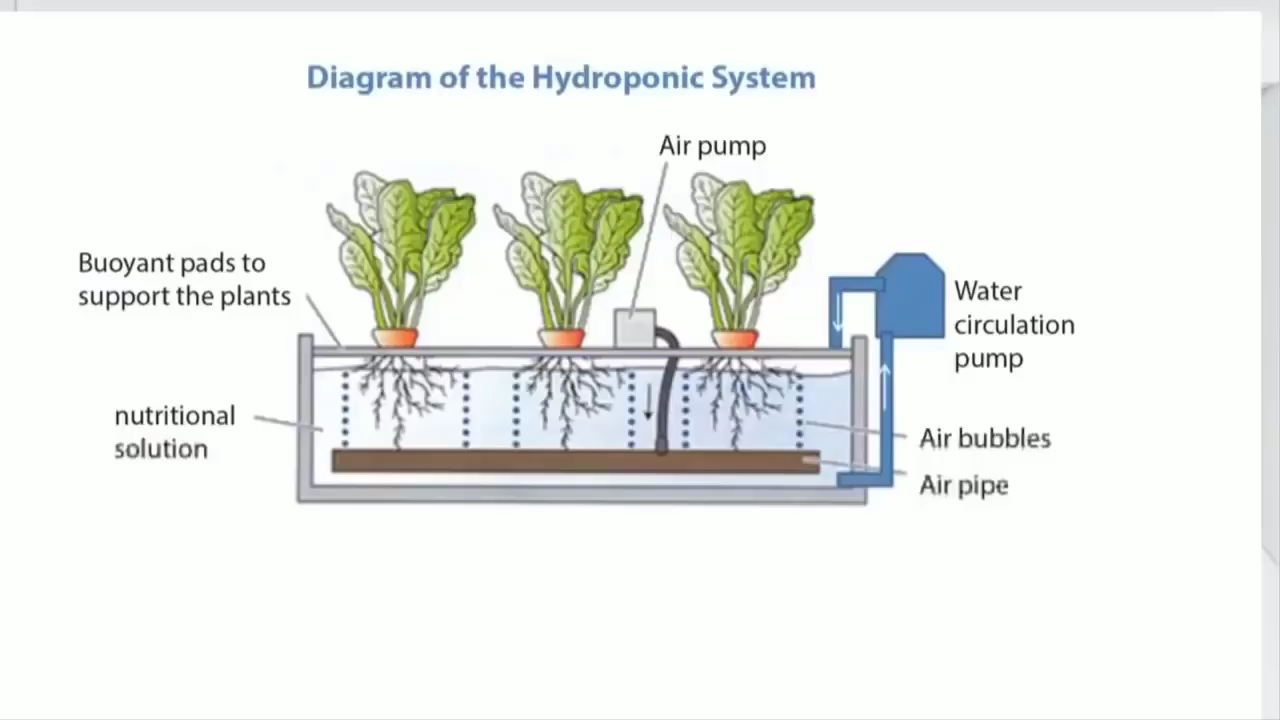 Diagram of the Hydroponic System
Air pump
Buoyant pads to
support the plants
Water
circulation
pump
nutritional
solution
Air bubbles
Air pipe